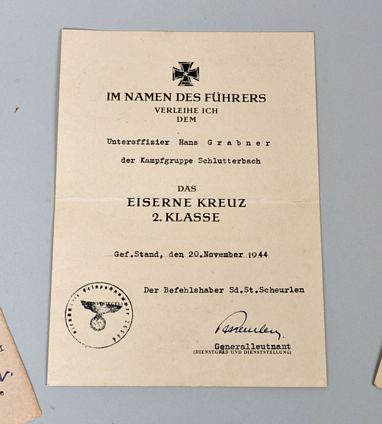 IM NAMEN DES FÜHRERS
VERLEIHE ICH
DEM
Unteroffizier Hans Grabner
der Kampfgruppe Schlutterbach
DAS
EISERNE KREUZ
2. KLASSE
Gef.Stand, den 20.November 1944
Der Befehlshaber Sd.St.Scheurlen
Generalleutnant
(DIENSTGRAD UND DIENSTSTELLUNG)